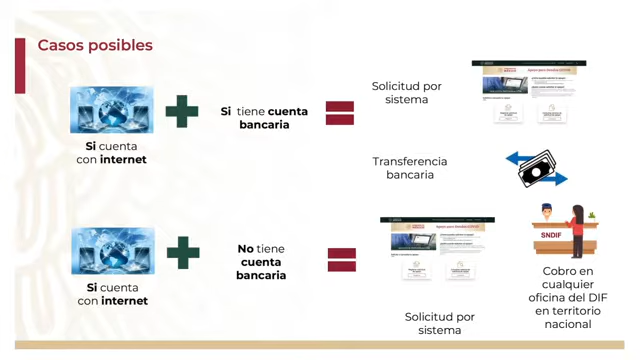 Casos posibles
Si cuenta
con internet
Si tiene cuenta
bancaria
Solicitud por
sistema
Transferencia
bancaria
Si cuenta
con internet
No tiene
cuenta
bancaria
Solicitud por
sistema
SNDIF
Cobro en
cualquier
oficina del DIF
en territorio
nacional